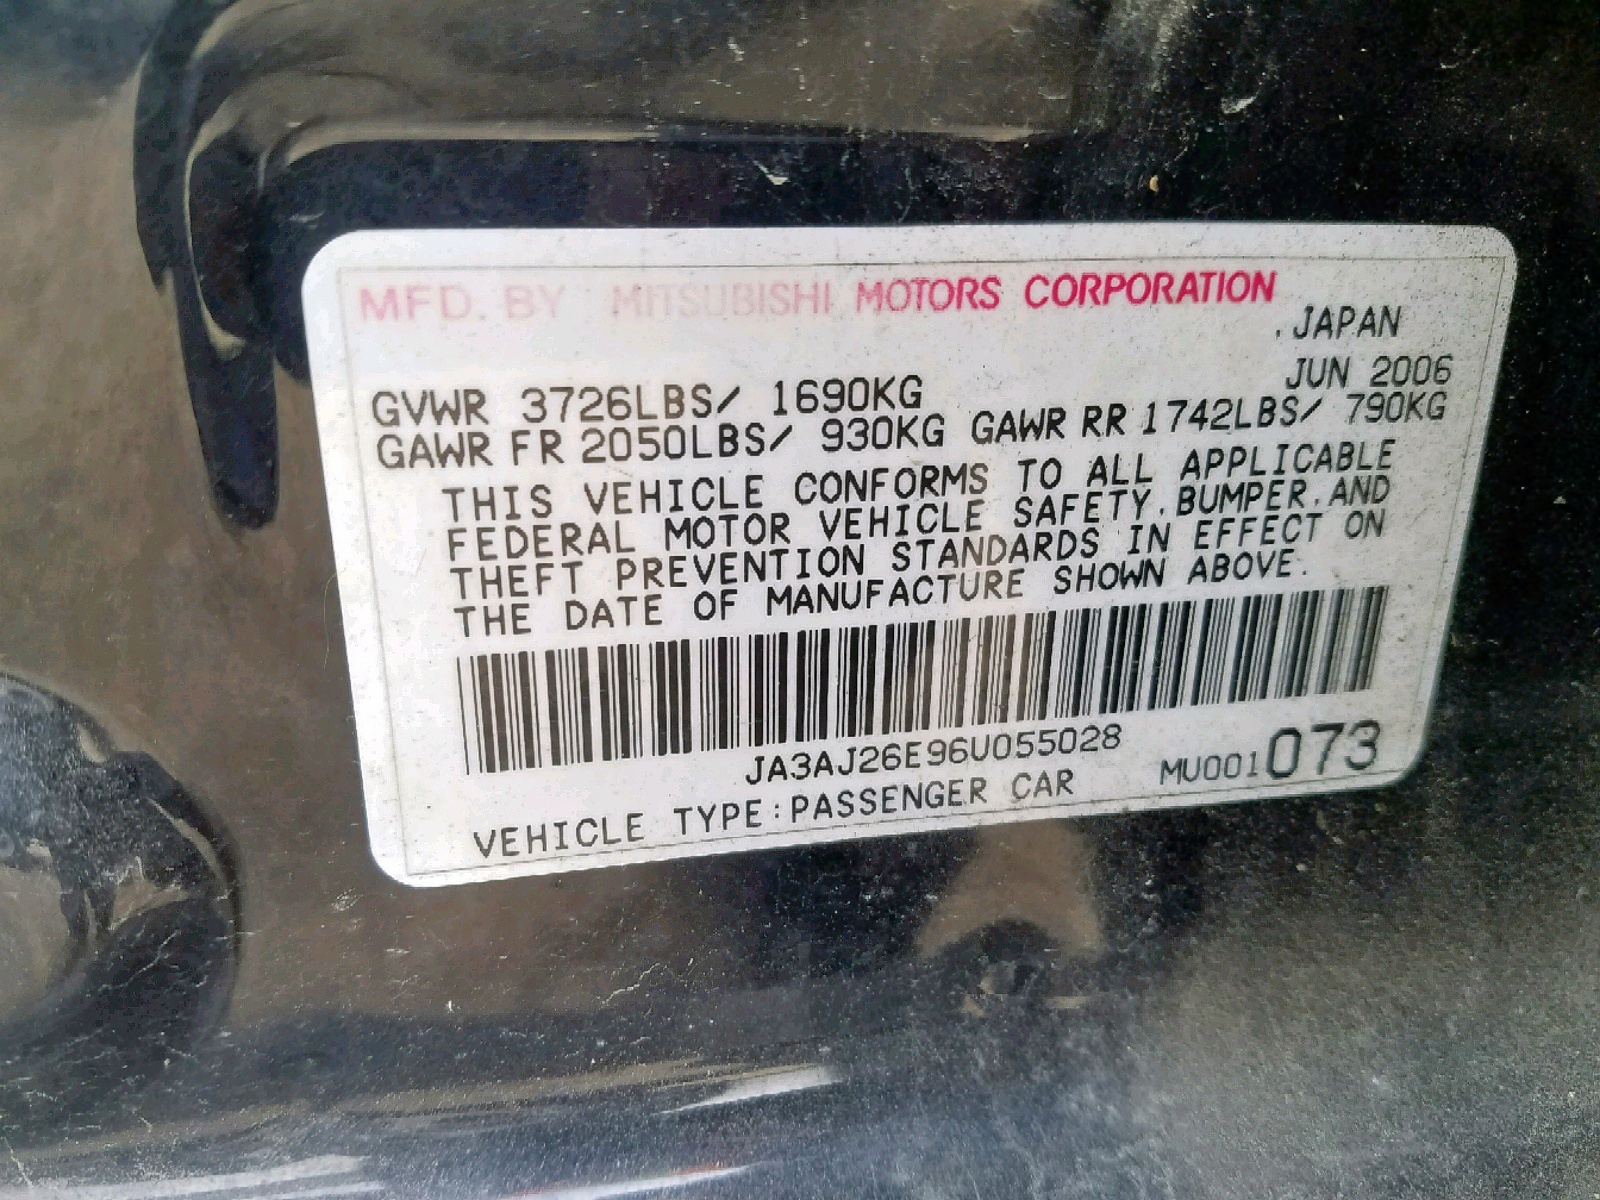 MFD. BY MITSUBISHI MOTORS CORPORATION
. JAPAN
JUN 2006
GVWR 3726LBS/ 1690KG
GAWR FR 2050LBS/ 930KG GAWR RR 1742LBS/ 790KG
THIS VEHICLE CONFORMS TO ALL APPLICABLE
FEDERAL MOTOR VEHICLE SAFETY, BUMPER, AND
THEFT PREVENTION STANDARDS IN EFFECT ON
THE DATE OF MANUFACTURE SHOWN ABOVE.
JA3AJ26E96U055028
MU001073
VEHICLE TYPE:PASSENGER CAR